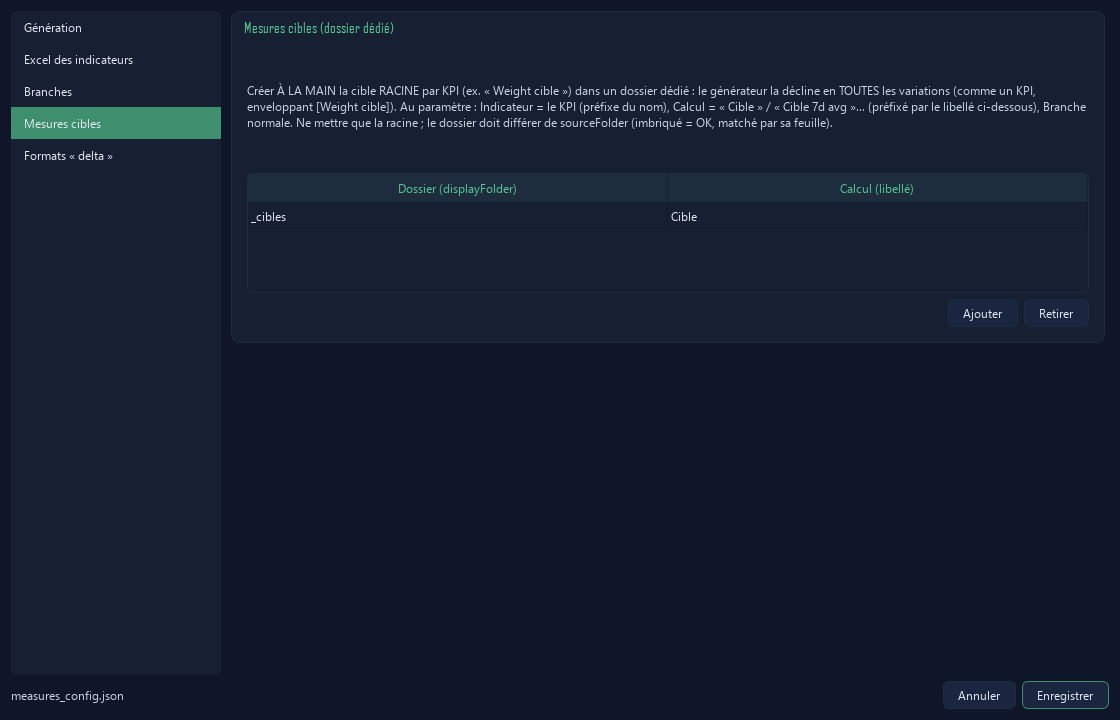 Génération
Excel des indicateurs
Branches
Mesures cibles
Formats « delta »
Mesures cibles (dossier dédié)
Créer À LA MAIN la cible RACINE par KPI (ex. « Weight cible ») dans un dossier dédié : le générateur la décline en TOUTES les variations (comme un KPI,
enveloppant [Weight cible]). Au paramètre : Indicateur = le KPI (préfixe du nom), Calcul = « Cible » / « Cible 7d avg »… (préfixé par le libellé ci-dessous), Branche
normale. Ne mettre que la racine ; le dossier doit différer de sourceFolder (imbriqué = OK, matché par sa feuille).
Dossier (displayFolder)
Calcul (libellé)
_cibles
Cible
Ajouter
Retirer
measures_config.json
Annuler
Enregistrer